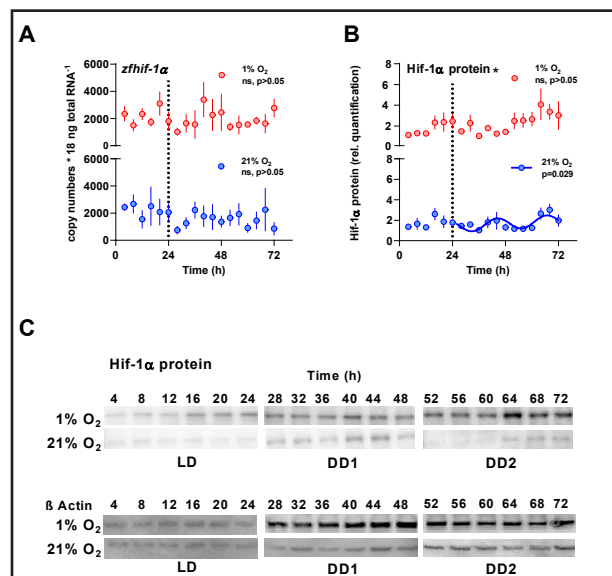 A
zfhif-1α
1% O2
ns, p>0.05
6000
4000
2000
0
6000
21% O2
ns, p>0.05
4000
2000
0
0 24 48 72
Time (h)
copy numbers * 18 ng total RNA-1
B
Hif-1α protein *
1% O2
ns, p>0.05
8
6
4
2
0
8
21% O2
p=0.029
6
4
2
0
0 24 48 72
Time (h)
Hif-1α protein (rel. quantification)
C
Hif-1α protein
Time (h)
4 8 12 16 20 24 28 32 36 40 44 48 52 56 60 64 68 72
1% O2
21% O2
LD DD1 DD2
ß Actin 4 8 12 16 20 24 28 32 36 40 44 48 52 56 60 64 68 72
1% O2
21% O2
LD DD1 DD2